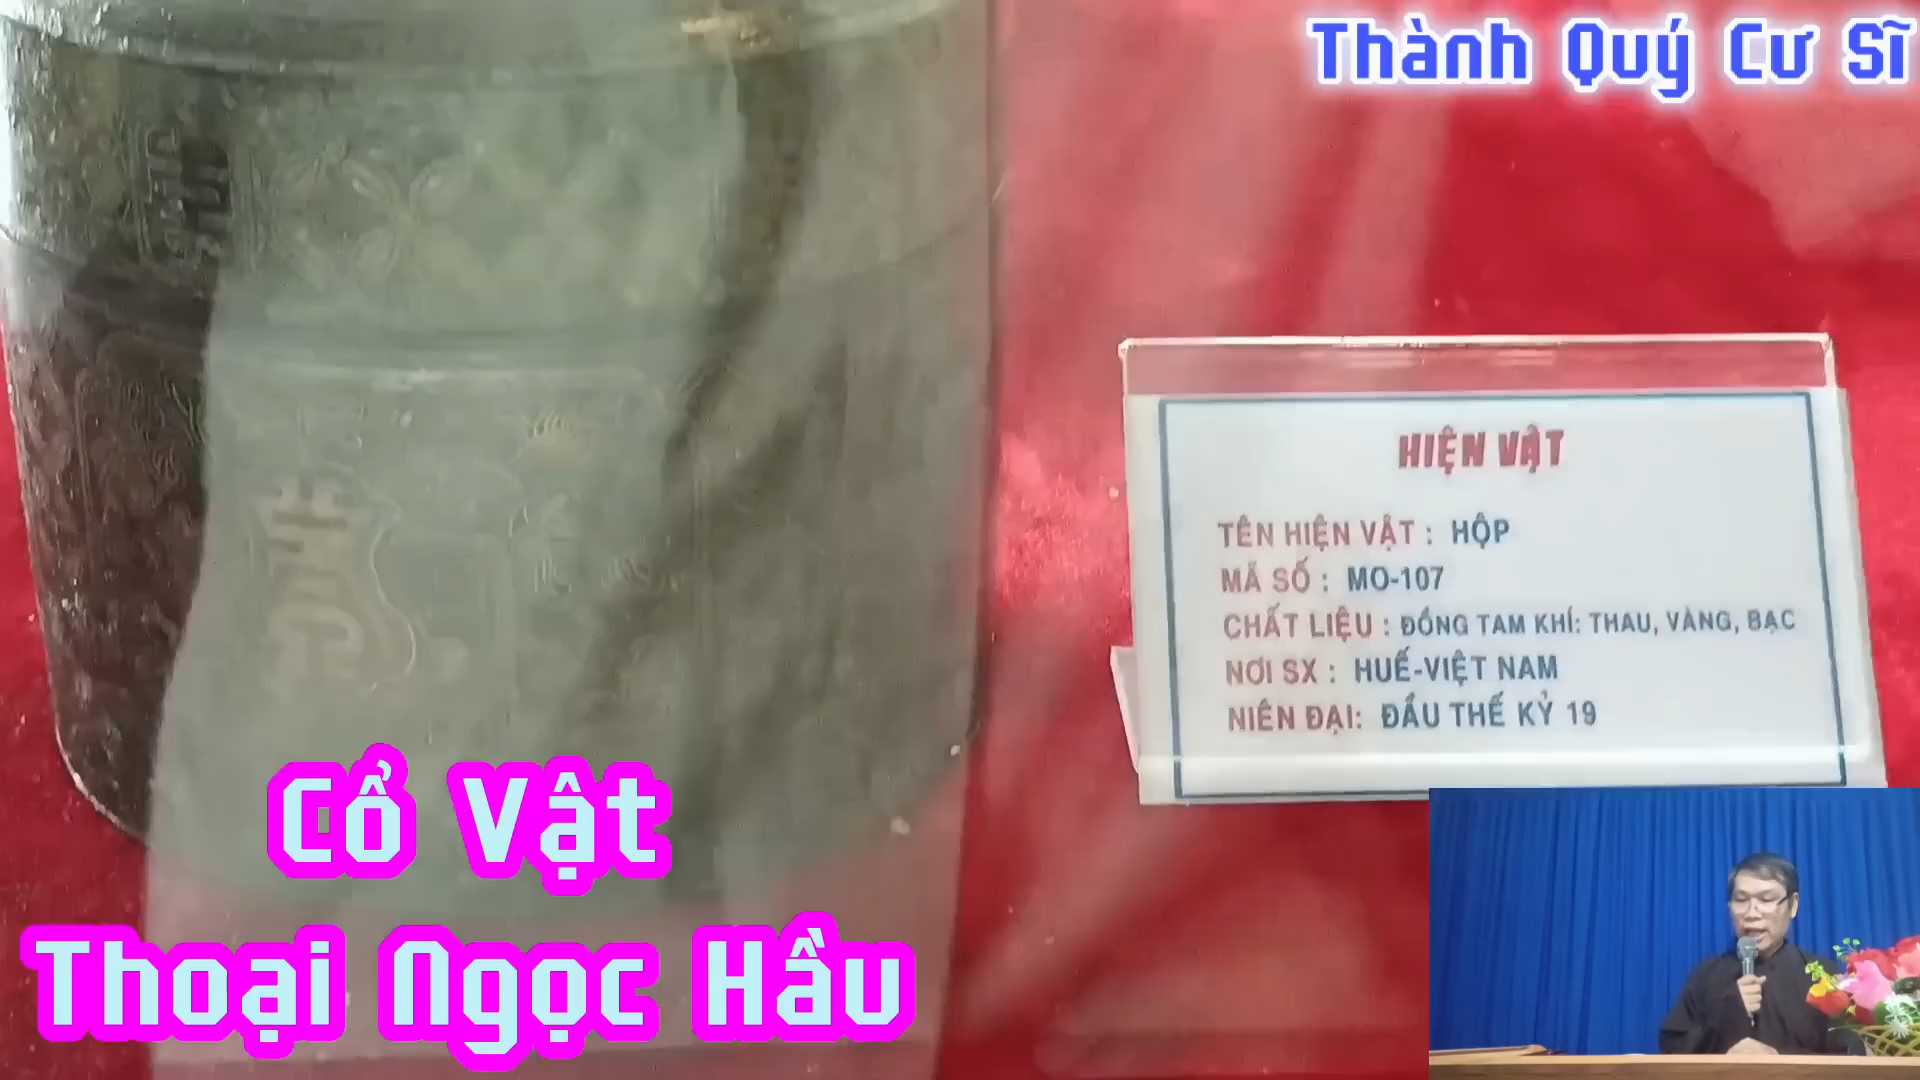 Thành Quý Cư Sĩ
HIỆN VẬT
TÊN HIỆN VẬT : HỘP
MÃ SỐ : MO-107
CHẤT LIỆU : ĐỒNG TAM KHÍ: THAU, VÀNG, BẠC
NƠI SX : HUẾ-VIỆT NAM
NIÊN ĐẠI: ĐẦU THẾ KỶ 19
Cổ Vật
Thoại Ngọc Hầu